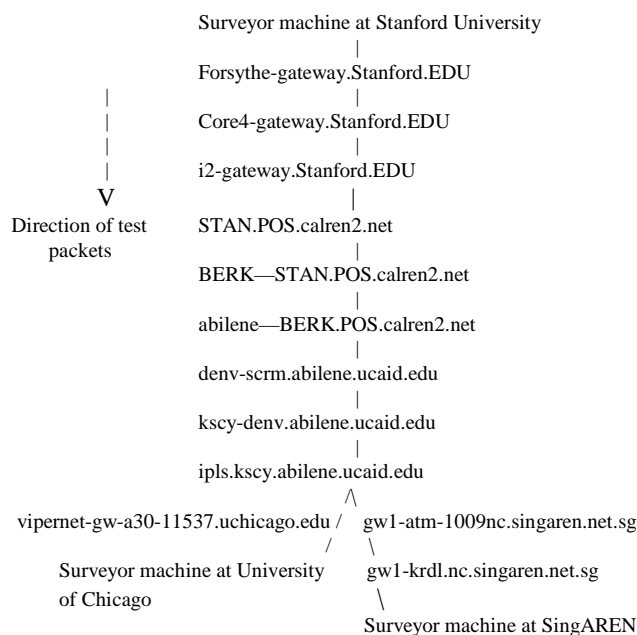 Surveyor machine at Stanford University
Forsythe-gateway.Stanford.EDU
Core4-gateway.Stanford.EDU
i2-gateway.Stanford.EDU
V
Direction of test
packets
STAN.POS.calren2.net
BERK—STAN.POS.calren2.net
abilene—BERK.POS.calren2.net
denv-scrm.abilene.ucaid.edu
kscy-denv.abilene.ucaid.edu
ipls.kscy.abilene.ucaid.edu
vipernet-gw-a30-11537.uchicago.edu
gw1-atm-1009nc.singaren.net.sg
Surveyor machine at University
of Chicago
gw1-krdl.nc.singaren.net.sg
Surveyor machine at SingAREN